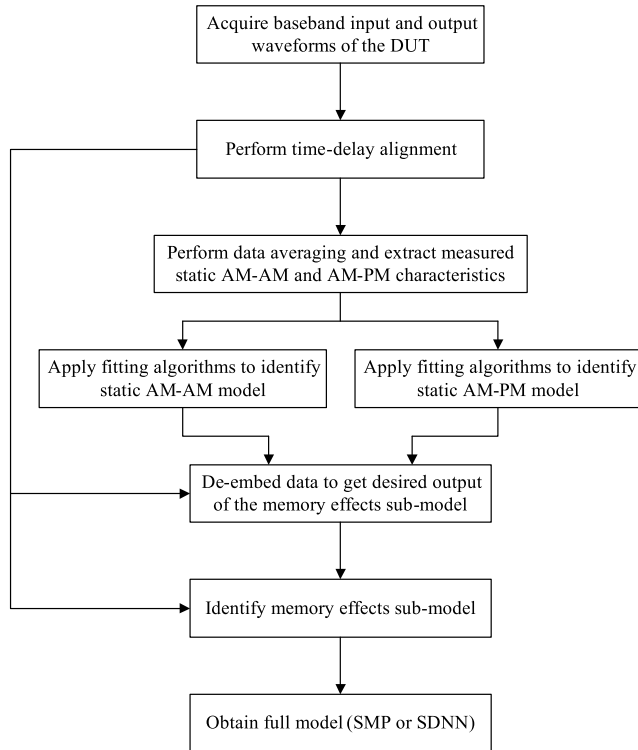 Acquire baseband input and output
waveforms of the DUT
Perform time-delay alignment
Perform data averaging and extract measured
static AM-AM and AM-PM characteristics
Apply fitting algorithms to identify
static AM-AM model
Apply fitting algorithms to identify
static AM-PM model
De-embed data to get desired output
of the memory effects sub-model
Identify memory effects sub-model
Obtain full model (SMP or SDNN)